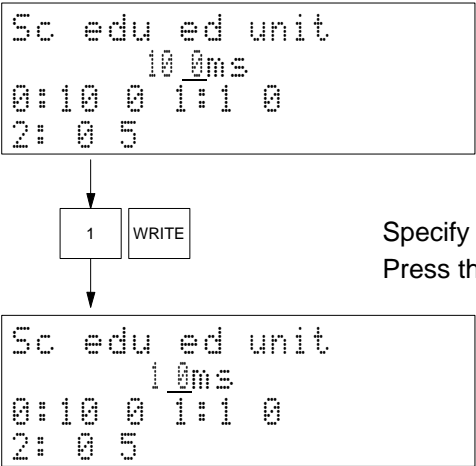 Sc edu ed unit
10 0ms
0:10 0 1:1 0
2: 0 5
1 WRITE
Specify
Press th
Sc edu ed unit
1 0ms
0:10 0 1:1 0
2: 0 5